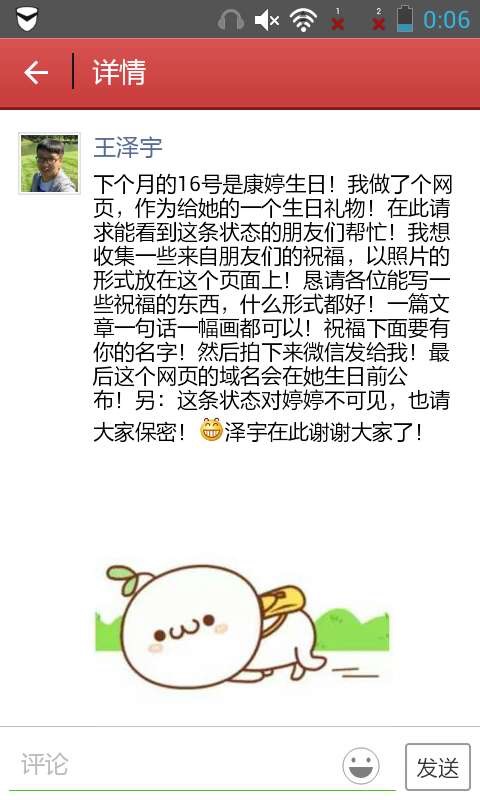 1
2
0:06
详情
王泽宇
下个月的16号是康婷生日！我做了个网
页，作为给她的一个生日礼物！在此请
求能看到这条状态的朋友们帮忙！我想
收集一些来自朋友们的祝福，以照片的
形式放在这个页面上！恳请各位能写一
些祝福的东西，什么形式都好！一篇文
章一句话一幅画都可以！祝福下面要有
你的名字！然后拍下来微信发给我！最
后这个网页的域名会在她生日前公
布！另：这条状态对婷婷不可见，也请
大家保密！😁泽宇在此谢谢大家了！
评论
发送